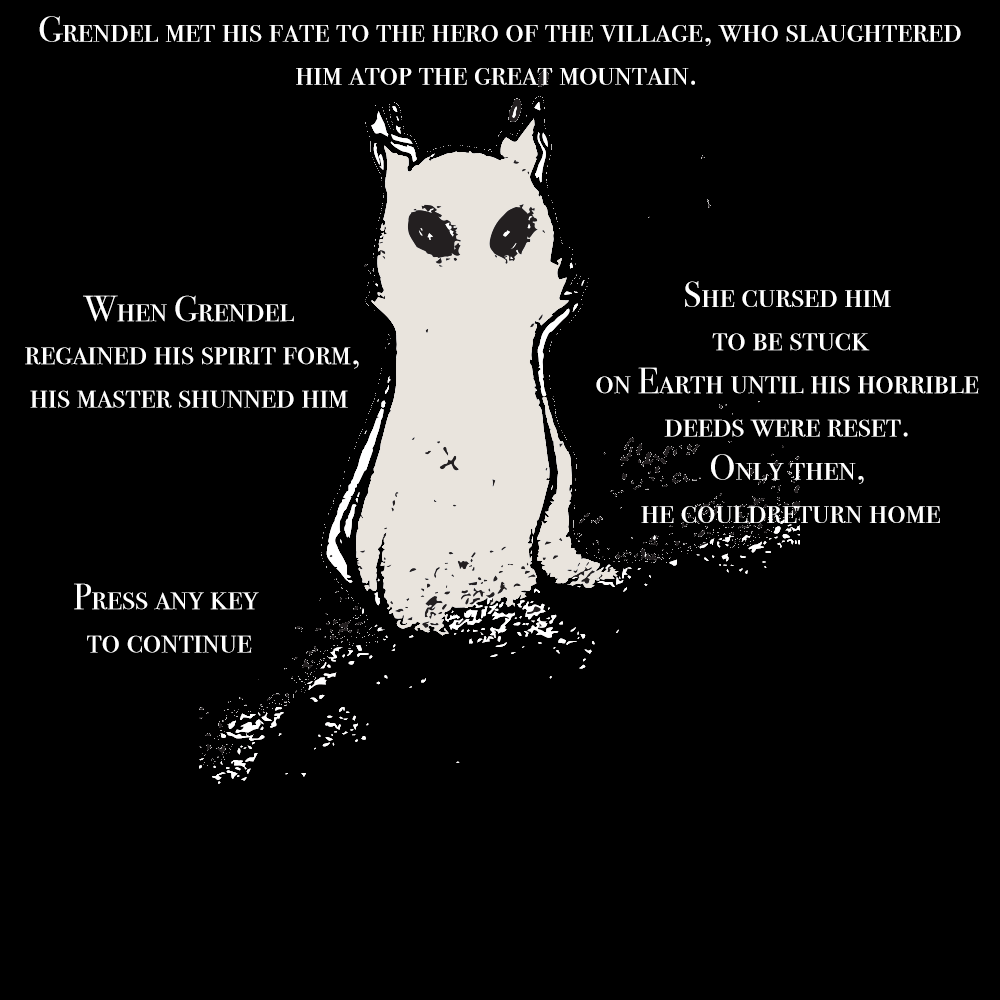 Grendel met his fate to the hero of the village, who slaughtered
him atop the great mountain.
When Grendel
regained his spirit form,
his master shunned him
She cursed him
to be stuck
on Earth until his horrible
deeds were reset.
Only then,
he couldreturn home
Press any key
to continue